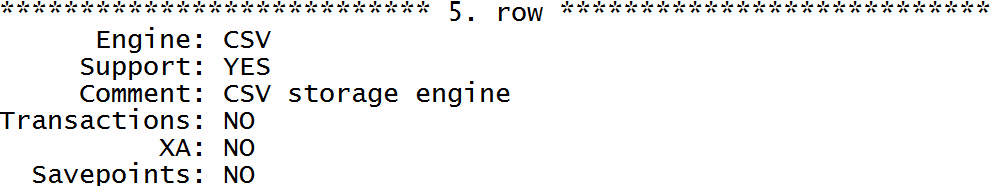 *************************** 5. row ***************************
Engine: CSV
Support: YES
Comment: CSV storage engine
Transactions: NO
XA: NO
Savepoints: NO